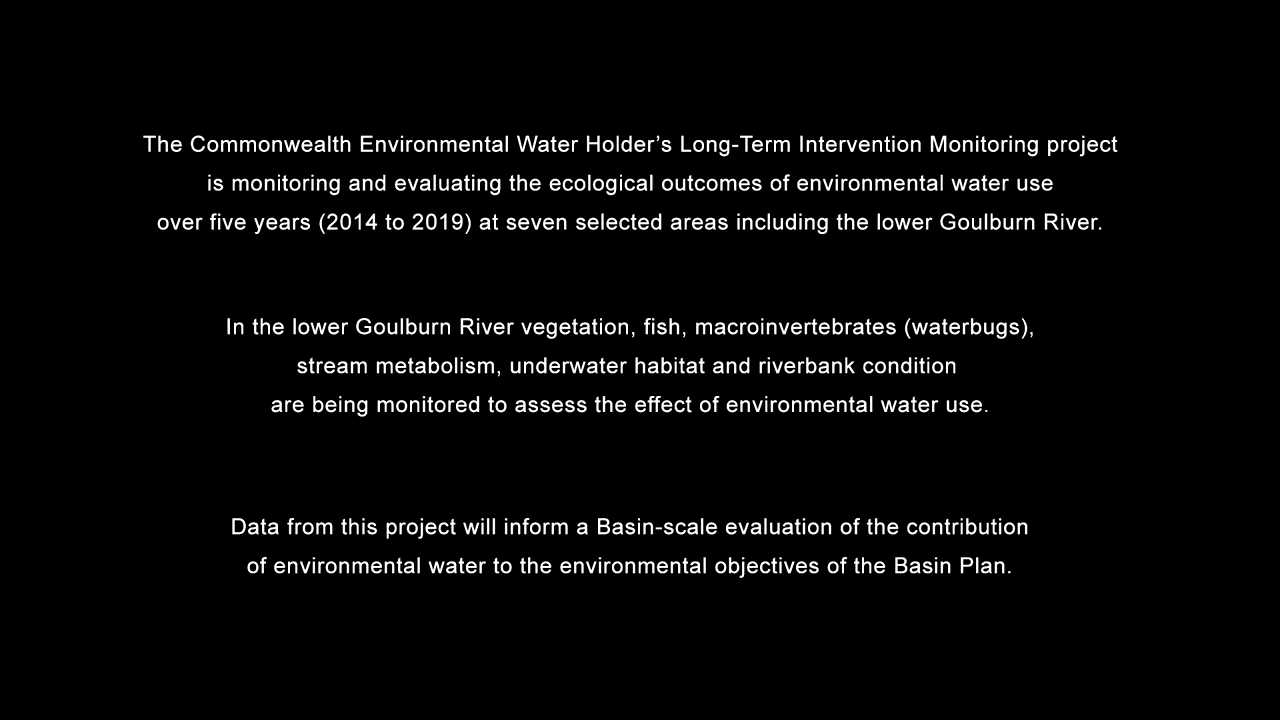 The Commonwealth Environmental Water Holder’s Long-Term Intervention Monitoring project
is monitoring and evaluating the ecological outcomes of environmental water use
over five years (2014 to 2019) at seven selected areas including the lower Goulburn River.
In the lower Goulburn River vegetation, fish, macroinvertebrates (waterbugs),
stream metabolism, underwater habitat and riverbank condition
are being monitored to assess the effect of environmental water use.
Data from this project will inform a Basin-scale evaluation of the contribution
of environmental water to the environmental objectives of the Basin Plan.